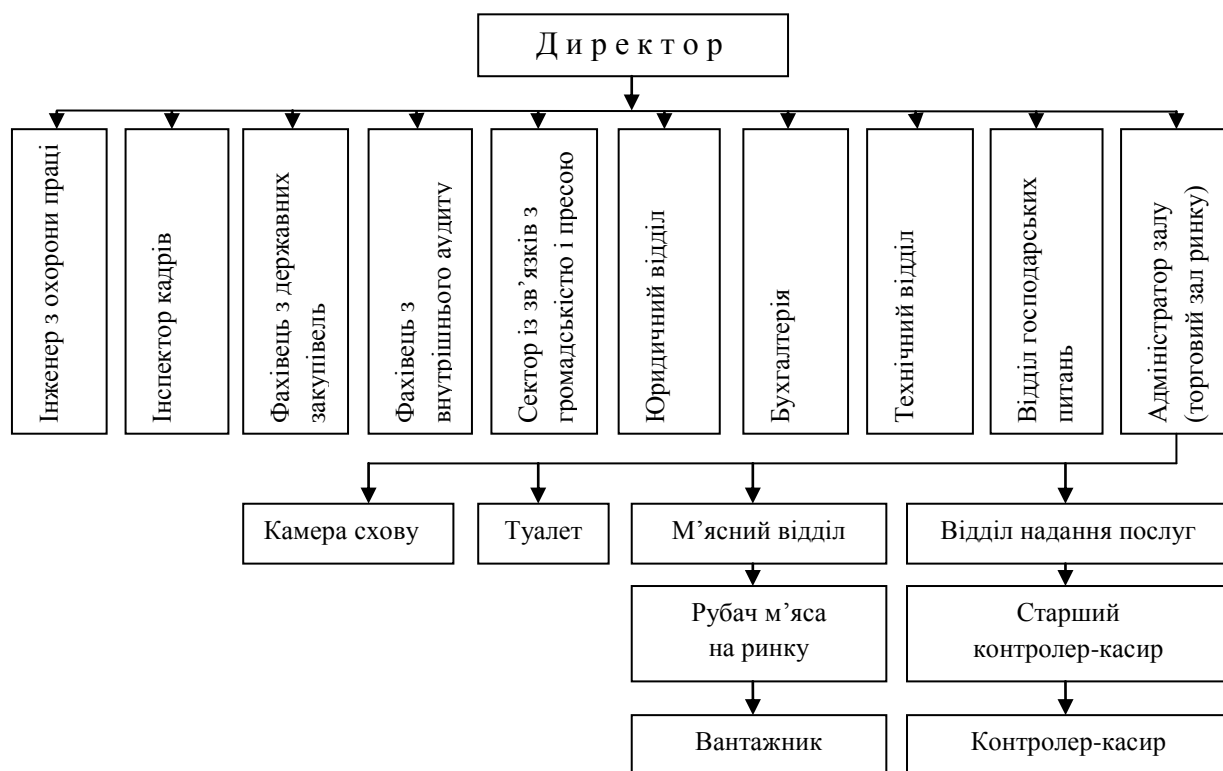 Д и р е к т о р
Інженер з охорони праці
Інспектор кадрів
Фахівець з державних
закупівель
Фахівець з
внутрішнього аудиту
Сектор із зв’язків з
громадськістю і пресою
Юридичний відділ
Бухгалтерія
Технічний відділ
Відділ господарських
питань
Адміністратор залу
(торговий зал ринку)
Камера схову
Туалет
М’ясний відділ
Відділ надання послуг
Рубач м’яса
на ринку
Старший
контролер-касир
Вантажник
Контролер-касир